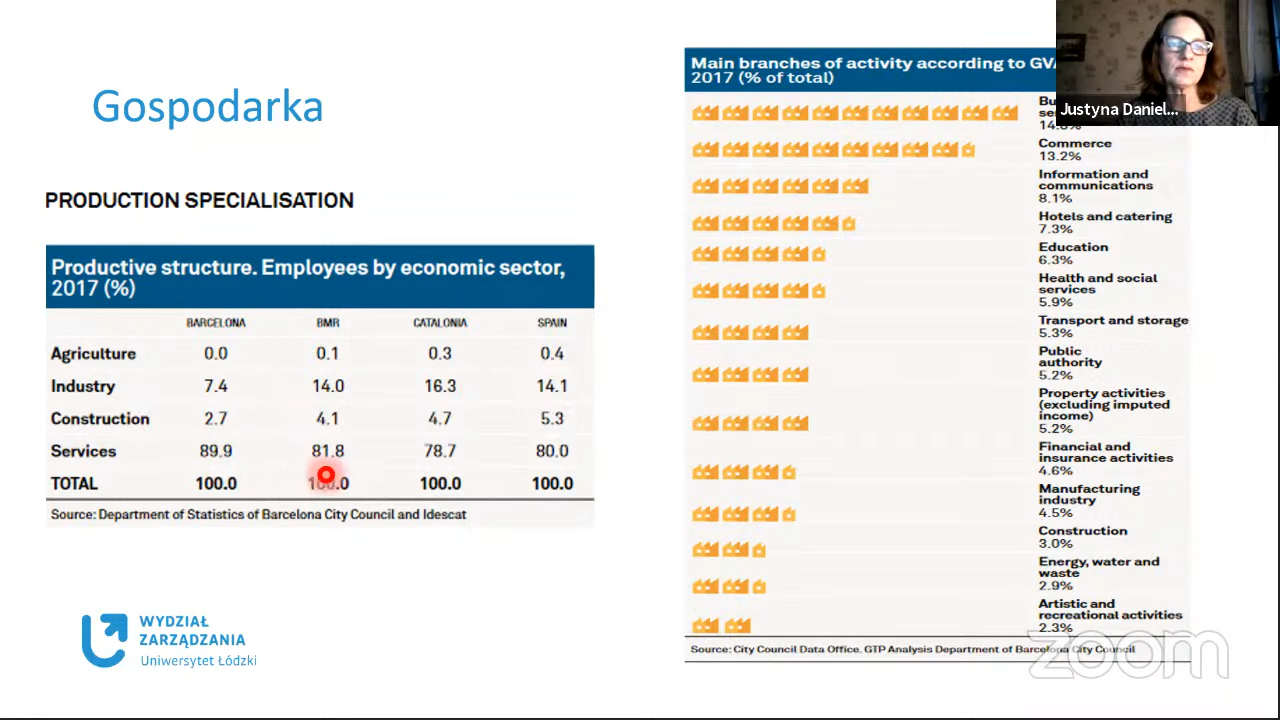 Gospodarka
PRODUCTION SPECIALISATION
Productive structure. Employees by economic sector,
2017 (%)
BARCELONA BMR CATALONIA SPAIN
Agriculture 0.0 0.1 0.3 0.4
Industry 7.4 14.0 16.3 14.1
Construction 2.7 4.1 4.7 5.3
Services 89.9 81.8 78.7 80.0
TOTAL 100.0 100.0 100.0 100.0
Source: Department of Statistics of Barcelona City Council and Idescat
WYDZIAŁ
ZARZĄDZANIA
Uniwersytet Łódzki
Main branches of activity according to
2017 (% of total)
Commerce
13.2%
Information and
communications
8.1%
Hotels and catering
7.3%
Education
6.3%
Health and social
services
5.9%
Transport and storage
5.3%
Public
authority
5.2%
Property activities
(excluding imputed
income)
5.2%
Financial and
insurance activities
4.6%
Manufacturing
industry
4.5%
Construction
3.0%
Energy, water and
waste
2.9%
Artistic and
recreational activities
2.3%
Source: City Council Data Office. GTP Analysis Department of Barcelona City Council
Justyna Daniel...
zoom